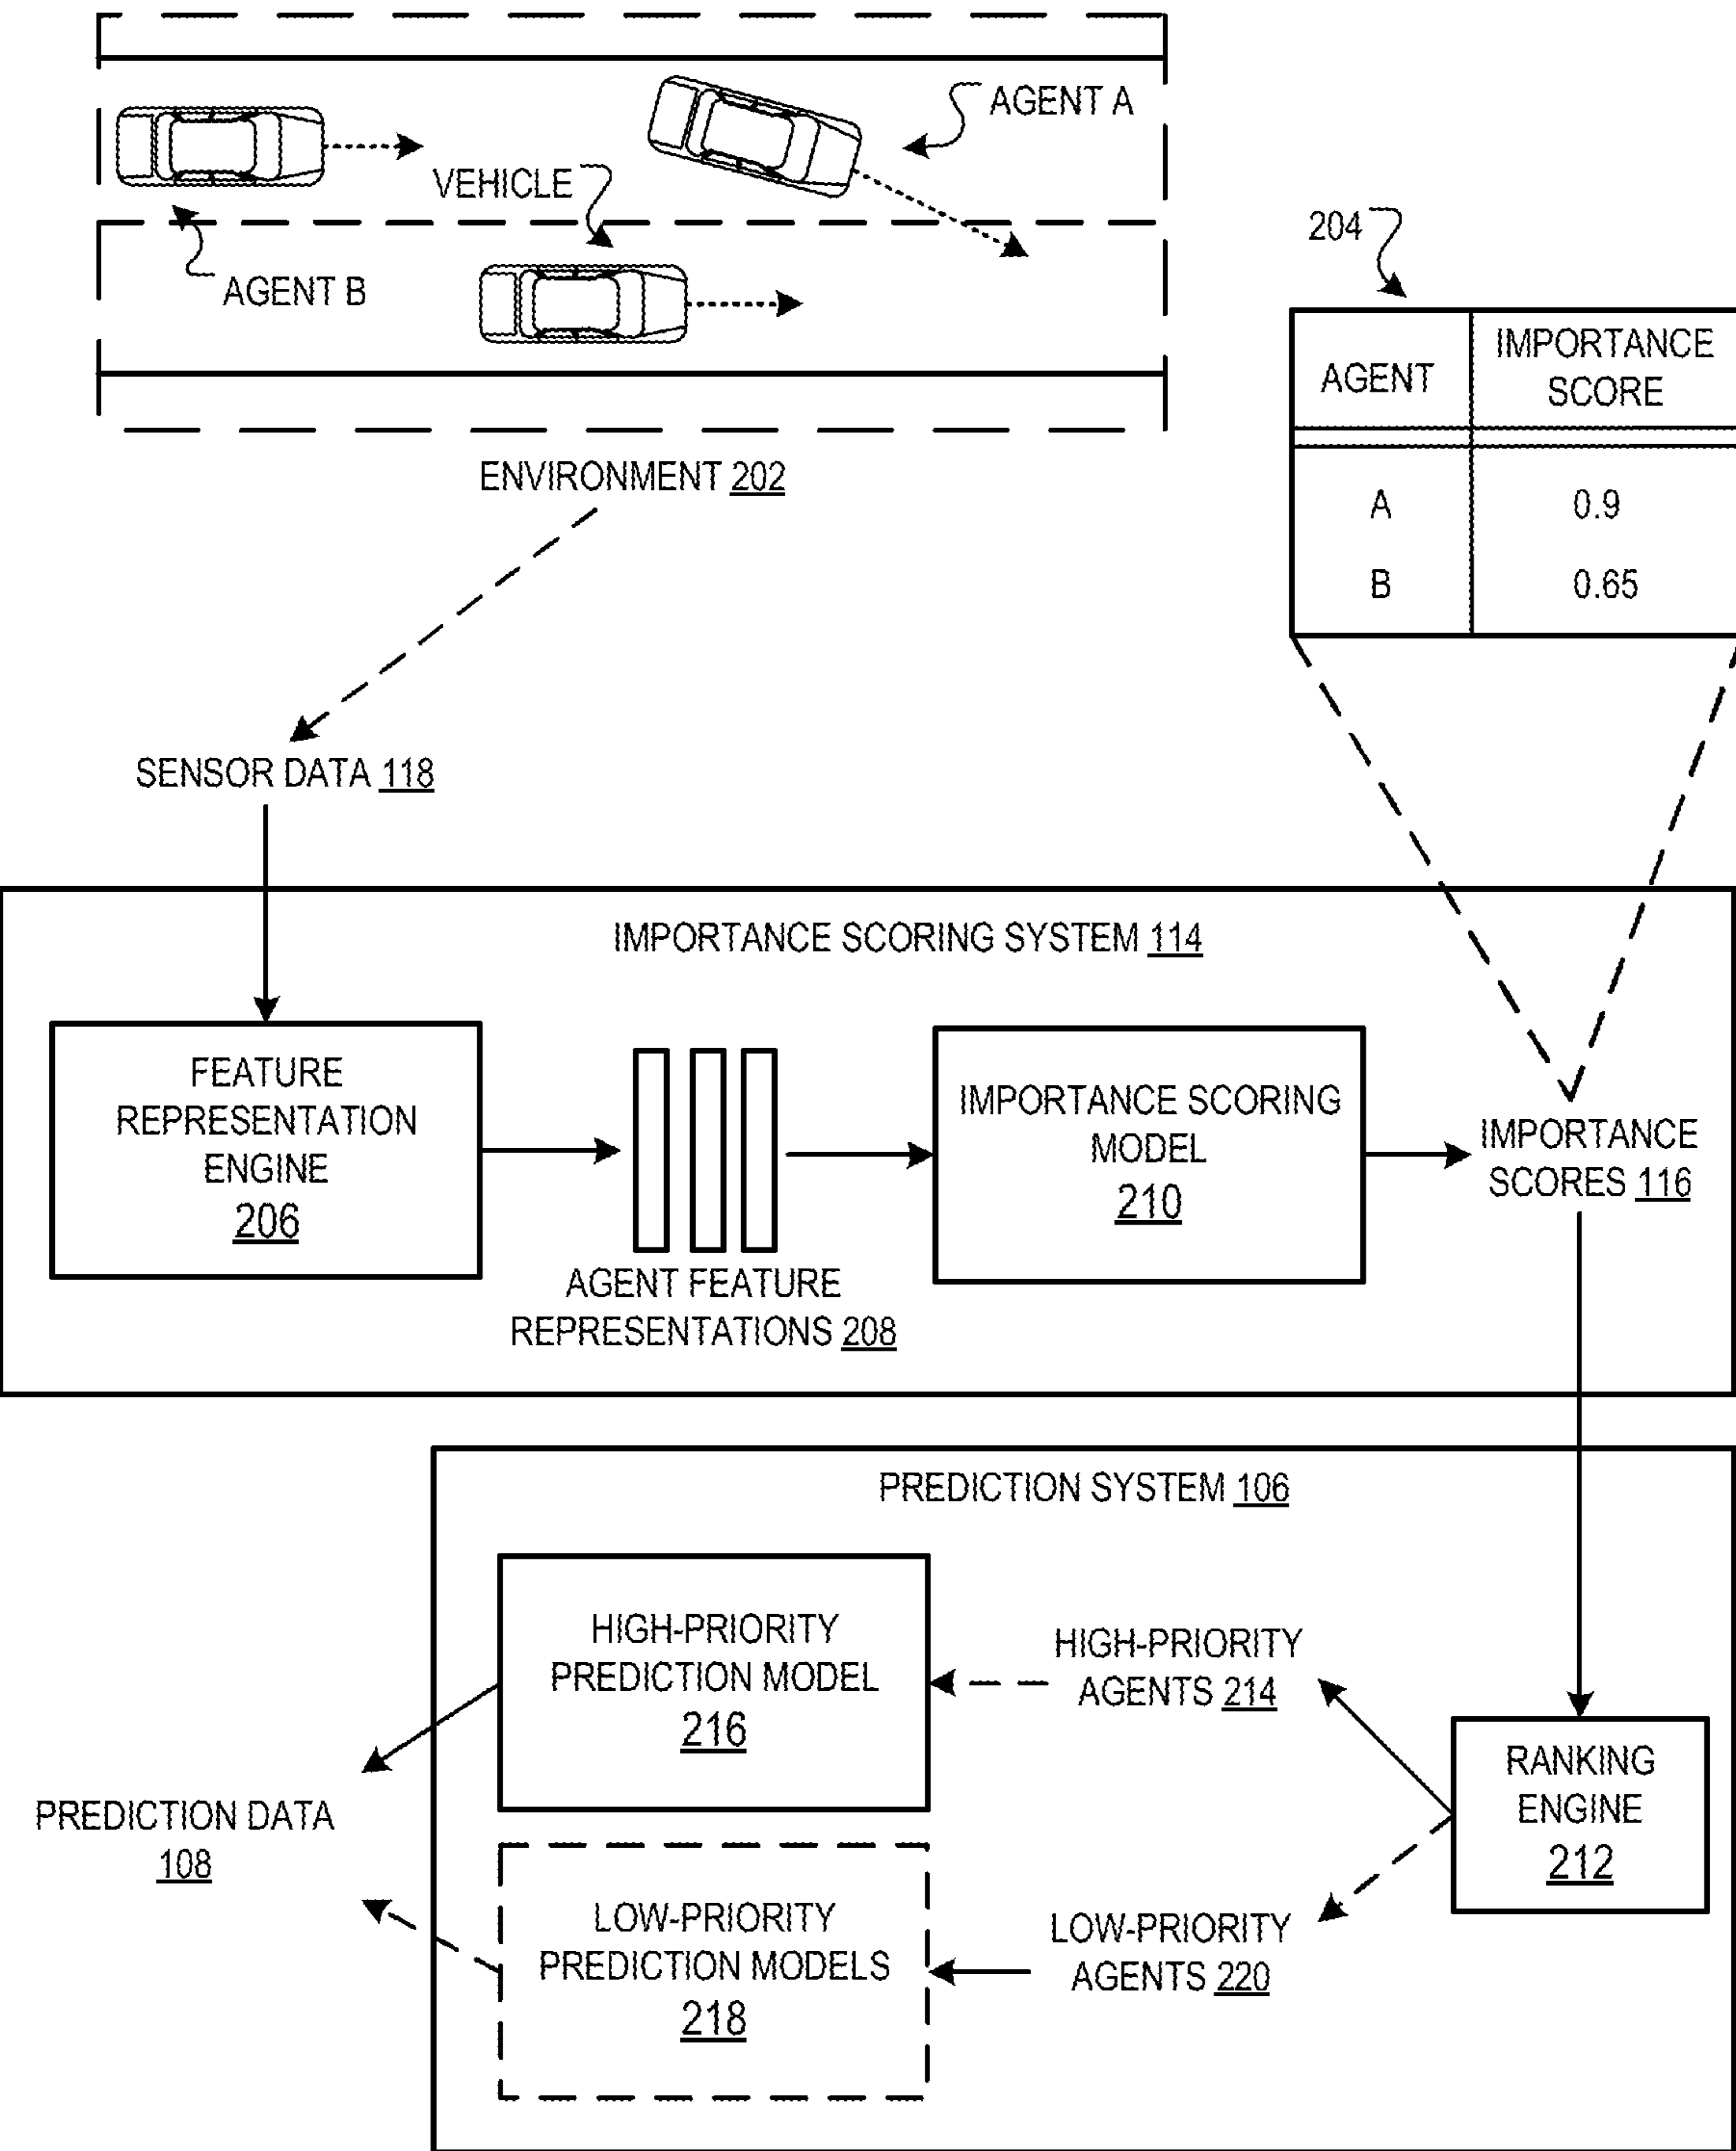 AGENT A
VEHICLE
AGENT B
204
AGENT
IMPORTANCE
SCORE
A
0.9
B
0.65
ENVIRONMENT 202
SENSOR DATA 118
IMPORTANCE SCORING SYSTEM 114
FEATURE
REPRESENTATION
ENGINE
206
AGENT FEATURE
REPRESENTATIONS 208
IMPORTANCE SCORING
MODEL
210
IMPORTANCE
SCORES 116
PREDICTION SYSTEM 106
HIGH-PRIORITY
PREDICTION MODEL
216
HIGH-PRIORITY
AGENTS 214
RANKING
ENGINE
212
PREDICTION DATA
108
LOW-PRIORITY
PREDICTION MODELS
218
LOW-PRIORITY
AGENTS 220